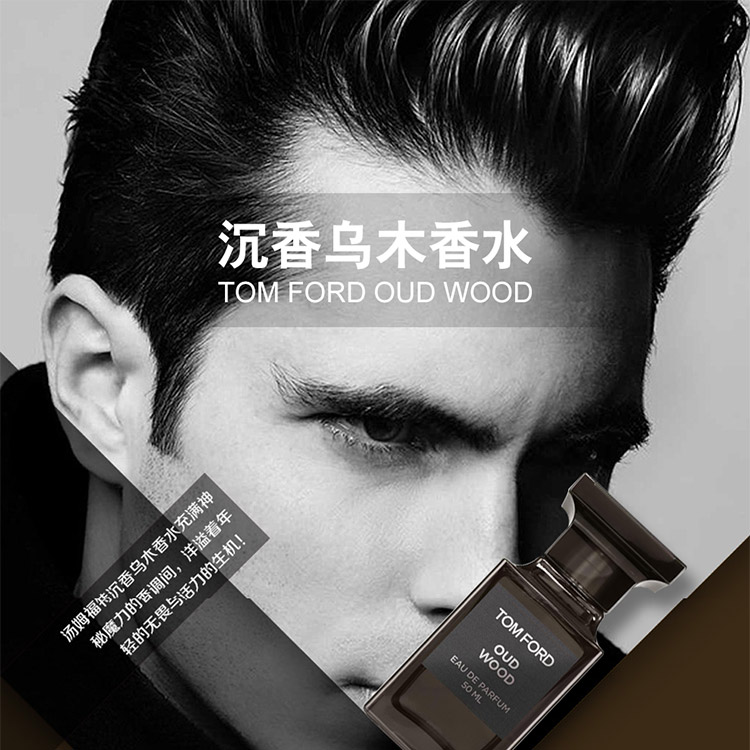 沉香乌木香水
TOM FORD OUD WOOD
汤姆福特沉香乌木香水充满神
秘魔力的香调间，洋溢着年
轻的无畏与活力的生机！
TOM FORD
OUD
WOOD
EAU DE PARFUM
50 ML